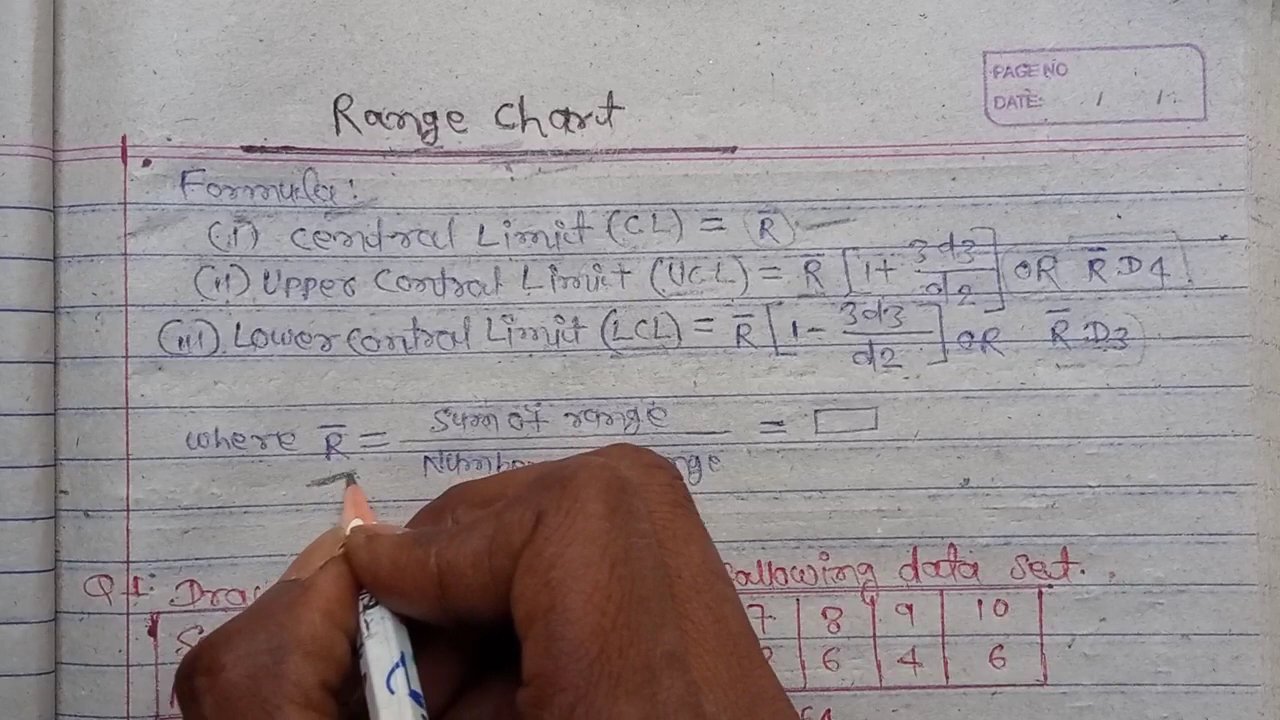 PAGE NO
DATE: / /
Range Chart
Formula:
(i) Central Limit (CL) = R̅
(ii) Upper Control Limit (UCL) = R̅ [1+ 3d3/d2] OR R̅ D4
(iii) Lower Control Limit (LCL) = R̅ [1- 3d3/d2] OR R̅ D3
where R̅ = Sum of range / = □
Q 1: following data set.
7 8 9 10
6 4 6